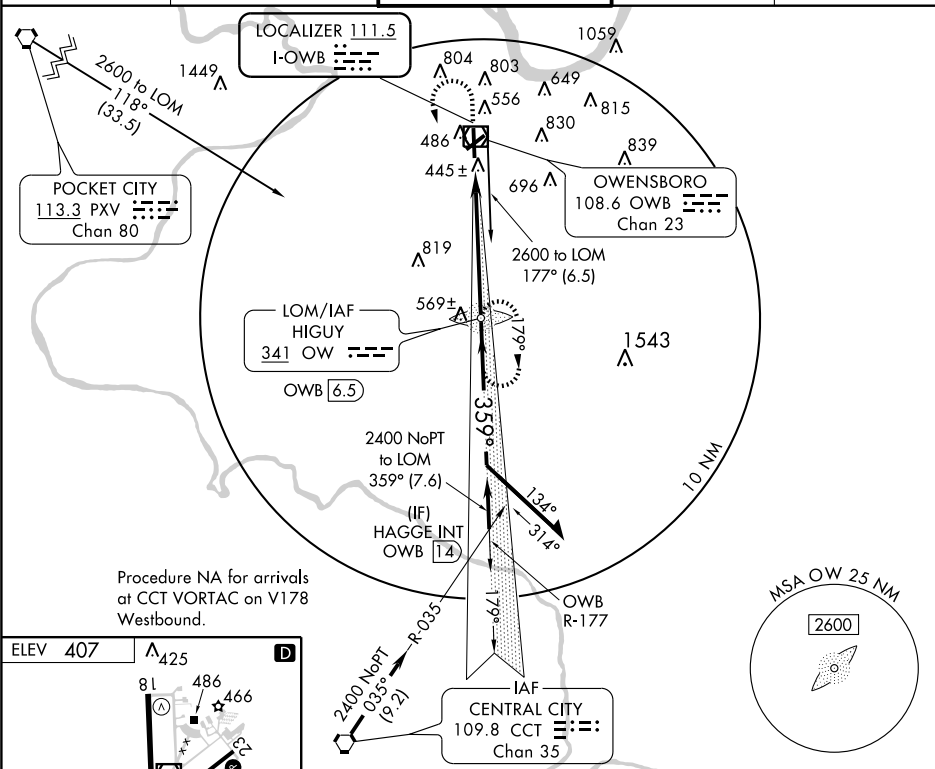 LOCALIZER 111.5
I-OWB
1059
804
803
649
1449
556
815
2600 to LOM
118°
(33.5)
486
830
839
445±
696
POCKET CITY
113.3 PXV
Chan 80
OWENSBORO
108.6 OWB
Chan 23
819
2600 to LOM
177° (6.5)
569±
LOM/IAF
HIGUY
341 OW
179°
1543
OWB 6.5
359°
2400 NoPT
to LOM
359° (7.6)
10 NM
134°
314°
(IF)
HAGGE INT
OWB 14
Procedure NA for arrivals
at CCT VORTAC on V178
Westbound.
179°
OWB
R-177
MSA OW 25 NM
2600
R-035
2400 NoPT
035°
(9.2)
IAF
CENTRAL CITY
109.8 CCT
Chan 35
ELEV 407
425
D
18
486
466
23